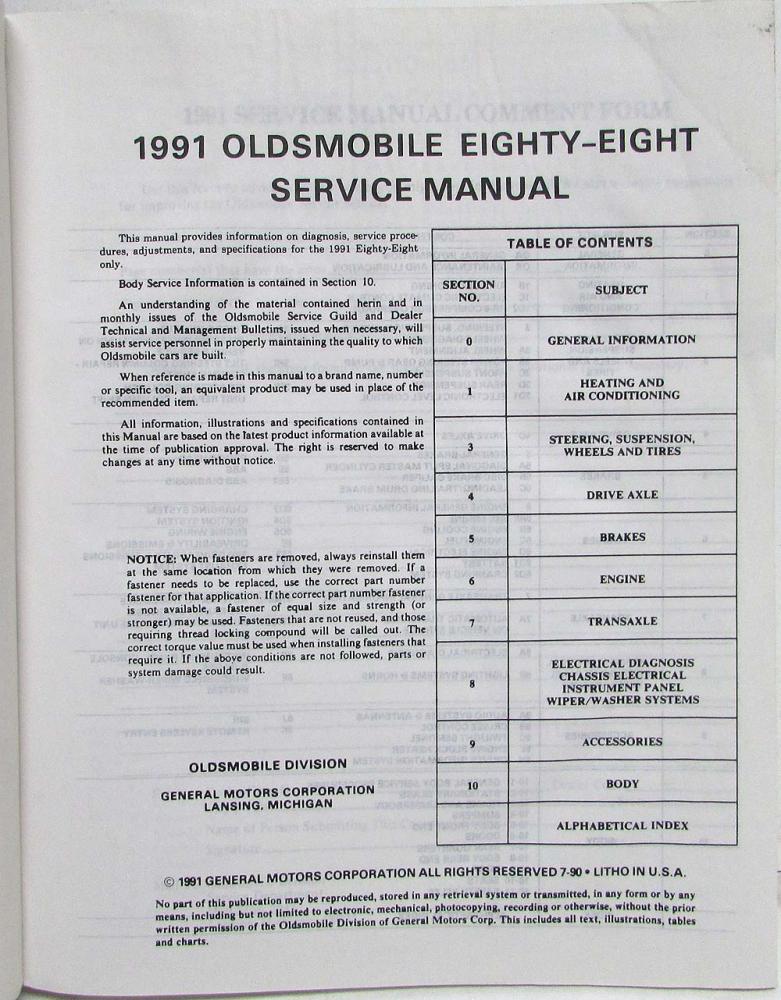 1991 OLDSMOBILE EIGHTY-EIGHT
SERVICE MANUAL
This manual provides information on diagnosis, service proce-
dures, adjustments, and specifications for the 1991 Eighty-Eight
only.
Body Service Information is contained in Section 10.
An understanding of the material contained herin and in
monthly issues of the Oldsmobile Service Guild and Dealer
Technical and Management Bulletins, issued when necessary, will
assist service personnel in properly maintaining the quality to which
Oldsmobile cars are built.
When reference is made in this manual to a brand name, number
or specific tool, an equivalent product may be used in place of the
recommended item.
All information, illustrations and specifications contained in
this Manual are based on the latest product information available at
the time of publication approval. The right is reserved to make
changes at any time without notice.
NOTICE: When fasteners are removed, always reinstall them
at the same location from which they were removed. If a
fastener needs to be replaced, use the correct part number
fastener for that application. If the correct part number fastener
is not available, a fastener of equal size and strength (or
stronger) may be used. Fasteners that are not reused, and those
requiring thread locking compound will be called out. The
correct torque value must be used when installing fasteners that
require it. If the above conditions are not followed, parts or
system damage could result.
OLDSMOBILE DIVISION
GENERAL MOTORS CORPORATION
LANSING, MICHIGAN
TABLE OF CONTENTS
SECTION
NO.
SUBJECT
0 GENERAL INFORMATION
1 HEATING AND
AIR CONDITIONING
3 STEERING, SUSPENSION,
WHEELS AND TIRES
4 DRIVE AXLE
5 BRAKES
6 ENGINE
7 TRANSAXLE
8 ELECTRICAL DIAGNOSIS
CHASSIS ELECTRICAL
INSTRUMENT PANEL
WIPER/WASHER SYSTEMS
9 ACCESSORIES
10 BODY
ALPHABETICAL INDEX
© 1991 GENERAL MOTORS CORPORATION ALL RIGHTS RESERVED 7-90 • LITHO IN U.S.A.
No part of this publication may be reproduced, stored in any retrieval system or transmitted, in any form or by any
means, including but not limited to electronic, mechanical, photocopying, recording or otherwise, without the prior
written permission of the Oldsmobile Division of General Motors Corp. This includes all text, illustrations, tables
and charts.